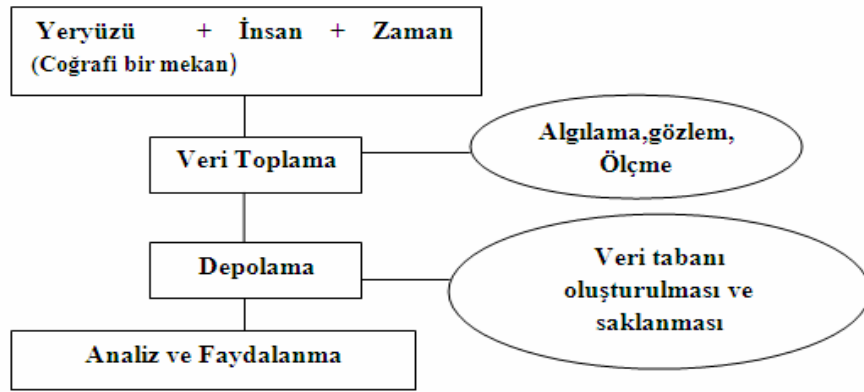 Yeryüzü + İnsan + Zaman
(Coğrafi bir mekan)
Veri Toplama
Algılama,gözlem,
Ölçme
Depolama
Veri tabanı
oluşturulması ve
saklanması
Analiz ve Faydalanma